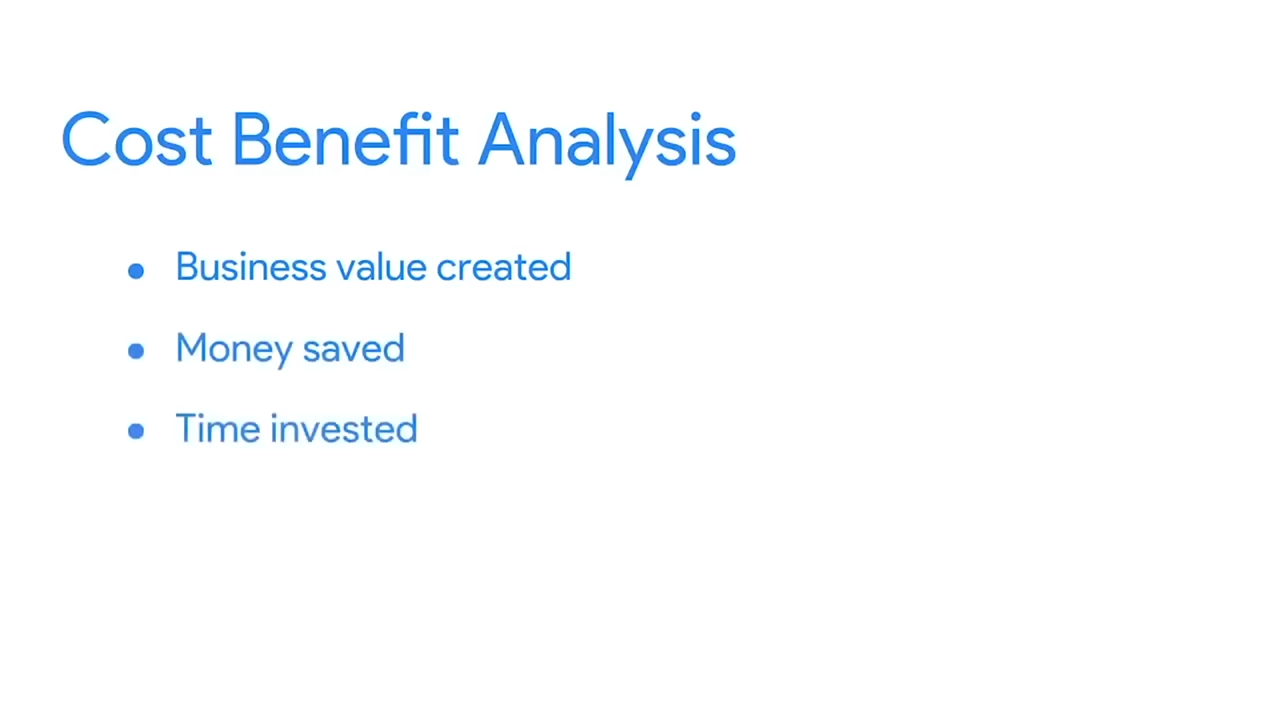 Cost Benefit Analysis
• Business value created
• Money saved
• Time invested